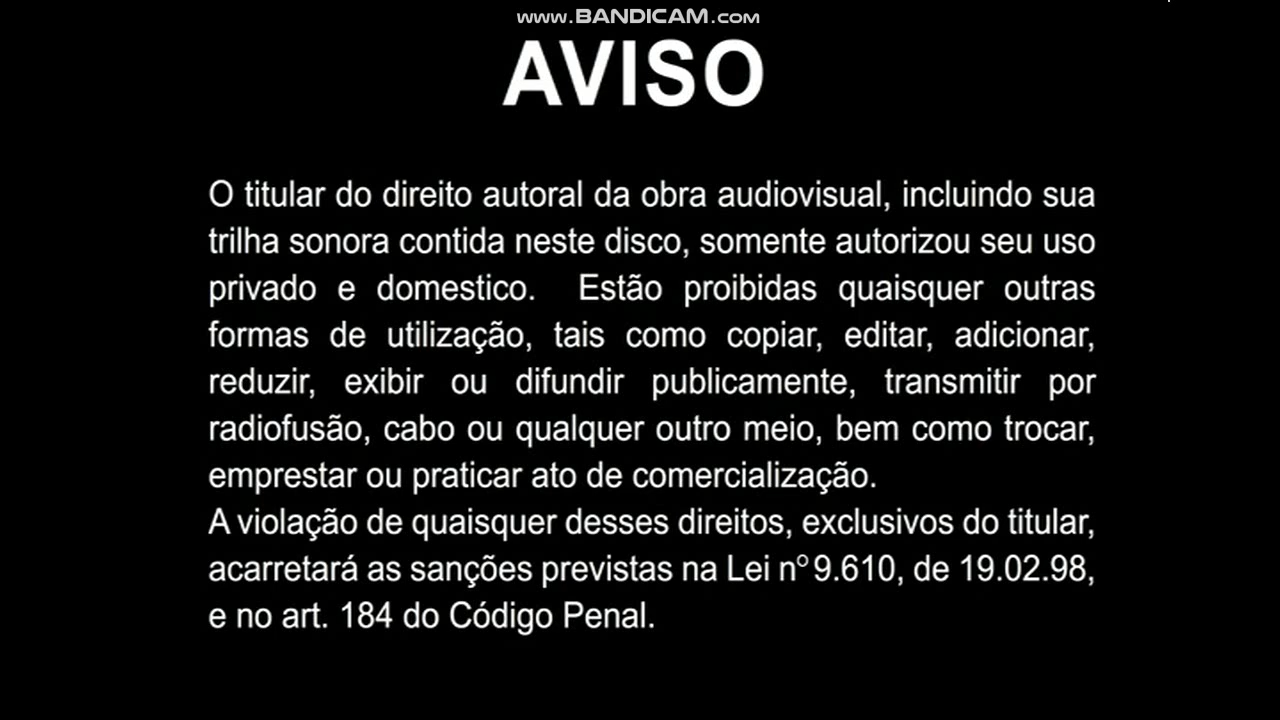 www.BANDICAM.com
AVISO
O titular do direito autoral da obra audiovisual, incluindo sua
trilha sonora contida neste disco, somente autorizou seu uso
privado e domestico. Estão proibidas quaisquer outras
formas de utilização, tais como copiar, editar, adicionar,
reduzir, exibir ou difundir publicamente, transmitir por
radiofusão, cabo ou qualquer outro meio, bem como trocar,
emprestar ou praticar ato de comercialização.
A violação de quaisquer desses direitos, exclusivos do titular,
acarretará as sanções previstas na Lei nº 9.610, de 19.02.98,
e no art. 184 do Código Penal.